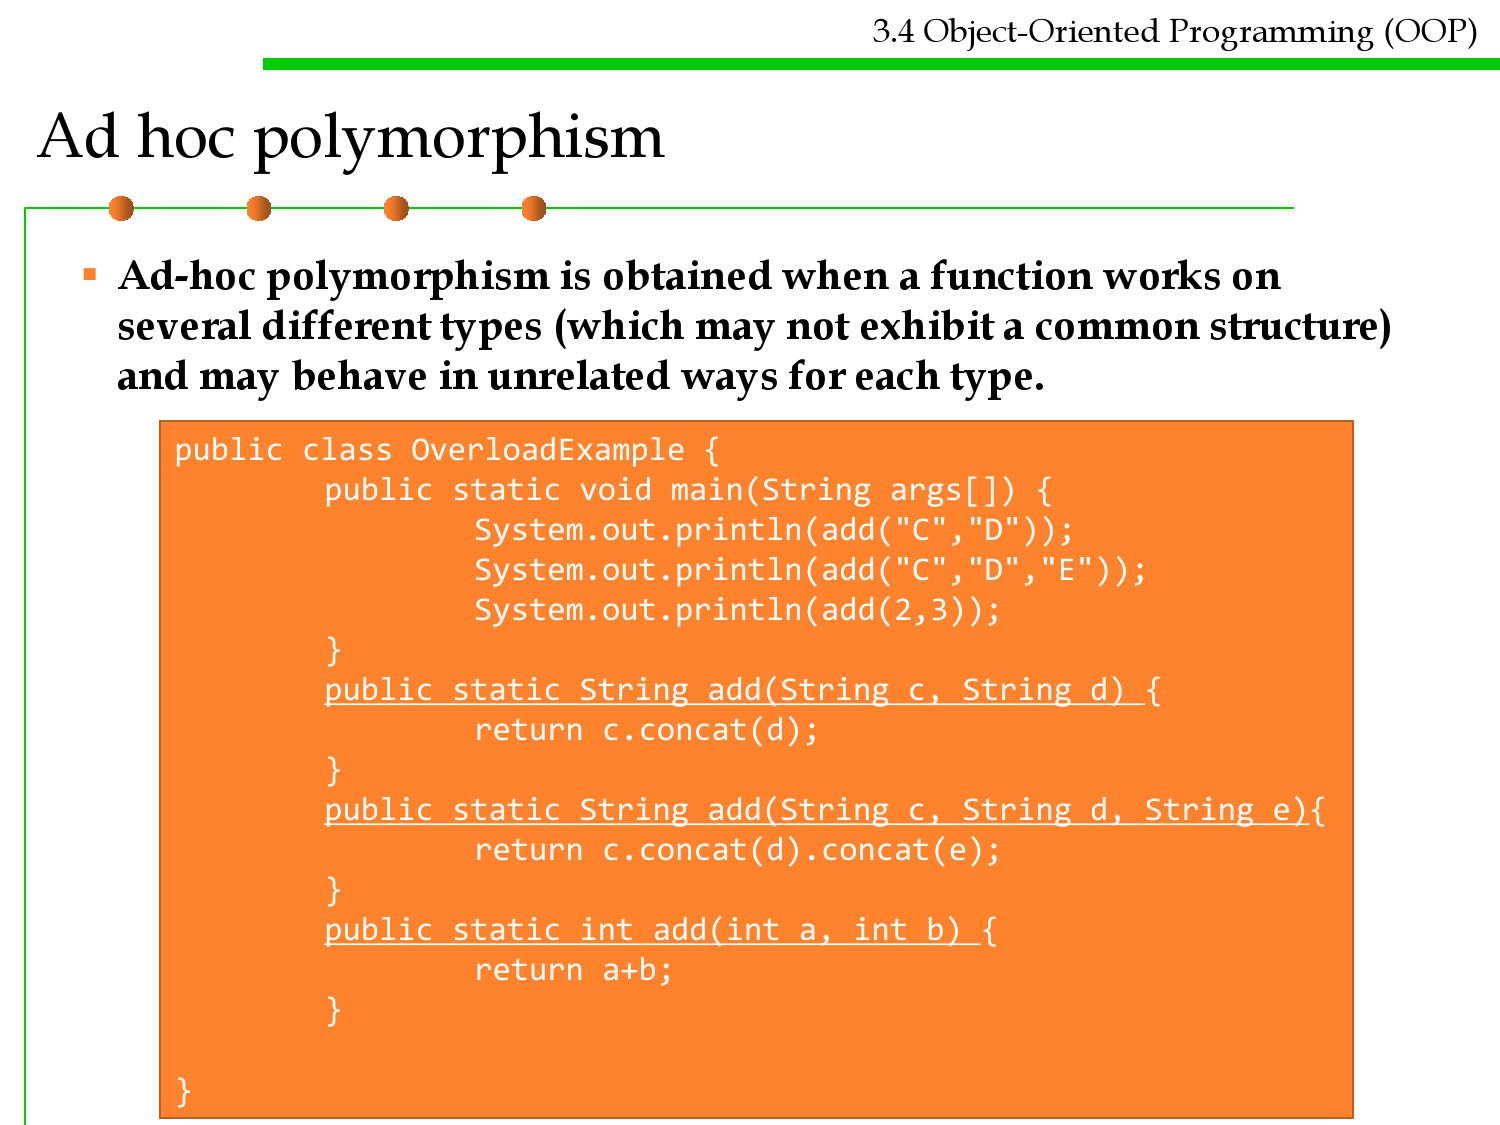 3.4 Object-Oriented Programming (OOP)
Ad hoc polymorphism
Ad-hoc polymorphism is obtained when a function works on
several different types (which may not exhibit a common structure)
and may behave in unrelated ways for each type.
public class OverloadExample {
public static void main(String args[]) {
System.out.println(add("C","D"));
System.out.println(add("C","D","E"));
System.out.println(add(2,3));
}
public static String add(String c, String d) {
return c.concat(d);
}
public static String add(String c, String d, String e){
return c.concat(d).concat(e);
}
public static int add(int a, int b) {
return a+b;
}
}